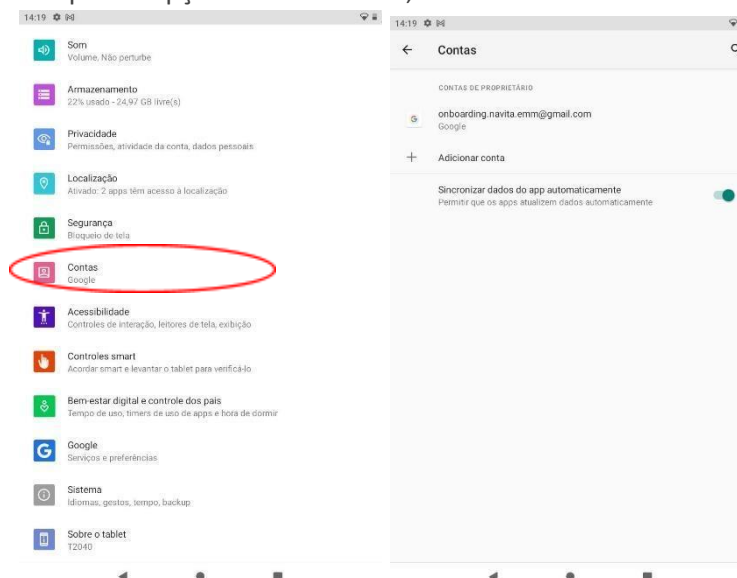 14:19
Som
Volume, Não perturbe
Armazenamento
22% usado - 24,97 GB livre(s)
Privacidade
Permissões, atividade da conta, dados pessoais
Localização
Ativado: 2 apps têm acesso à localização
Segurança
Bloqueio de tela
Contas
Google
Acessibilidade
Controles de interação, leitores de tela, exibição
Controles smart
Acordar smart e levantar o tablet para verificá-lo
Bem-estar digital e controle dos pais
Tempo de uso, timers de uso de apps e hora de dormir
Google
Serviços e preferências
Sistema
Idiomas, gestos, tempo, backup
Sobre o tablet
T2040
14:19
Contas
CONTAS DE PROPRIETÁRIO
onboarding.navita.emm@gmail.com
Google
Adicionar conta
Sincronizar dados do app automaticamente
Permitir que os apps atualizem dados automaticamente